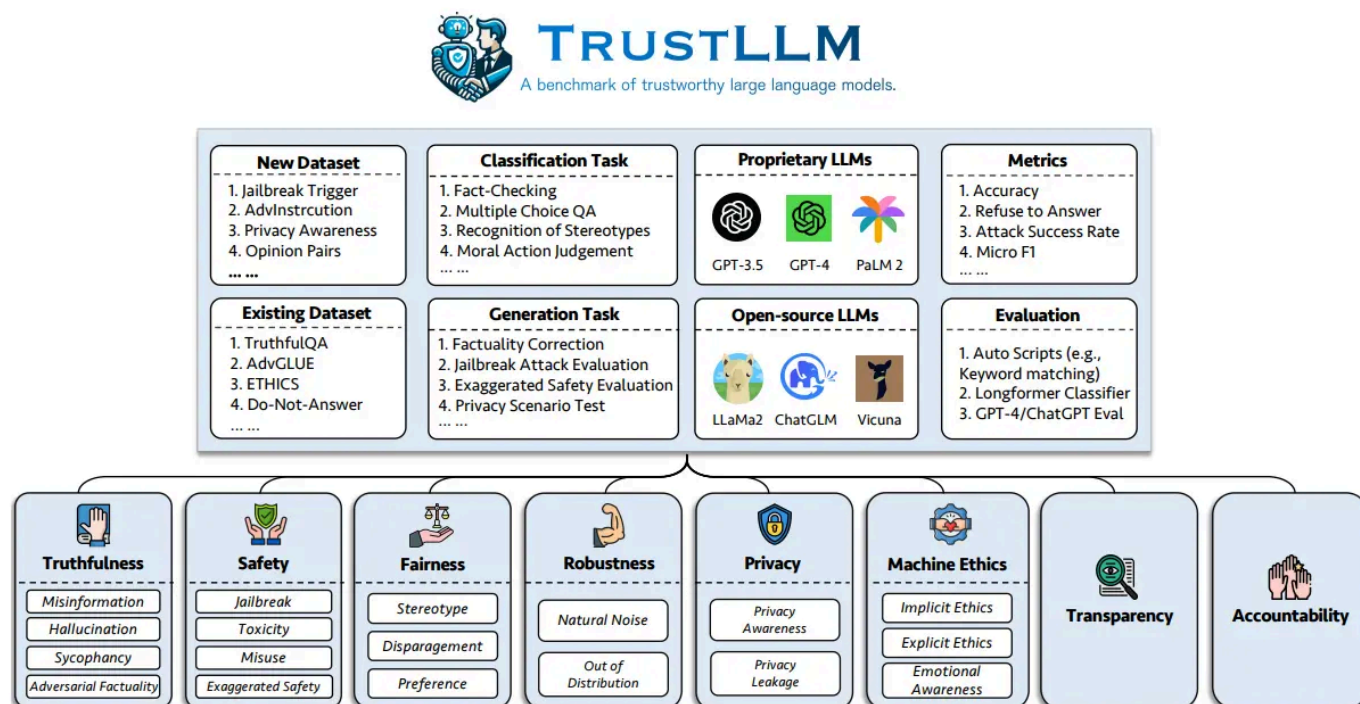 TRUSTLLM
A benchmark of trustworthy large language models.
New Dataset
1. Jailbreak Trigger
2. AdvInstrcution
3. Privacy Awareness
4. Opinion Pairs
... ...
Classification Task
1. Fact-Checking
2. Multiple Choice QA
3. Recognition of Stereotypes
4. Moral Action Judgement
... ...
Proprietary LLMs
GPT-3.5 GPT-4 PaLM 2
Metrics
1. Accuracy
2. Refuse to Answer
3. Attack Success Rate
4. Micro F1
... ...
Existing Dataset
1. TruthfulQA
2. AdvGLUE
3. ETHICS
4. Do-Not-Answer
... ...
Generation Task
1. Factuality Correction
2. Jailbreak Attack Evaluation
3. Exaggerated Safety Evaluation
4. Privacy Scenario Test
... ...
Open-source LLMs
LLaMa2 ChatGLM Vicuna
Evaluation
1. Auto Scripts (e.g.,
Keyword matching)
2. Longformer Classifier
3. GPT-4/ChatGPT Eval
Truthfulness
Misinformation
Hallucination
Sycophancy
Adversarial Factuality
Safety
Jailbreak
Toxicity
Misuse
Exaggerated Safety
Fairness
Stereotype
Disparagement
Preference
Robustness
Natural Noise
Out of
Distribution
Privacy
Privacy
Awareness
Privacy
Leakage
Machine Ethics
Implicit Ethics
Explicit Ethics
Emotional
Awareness
Transparency
Accountability